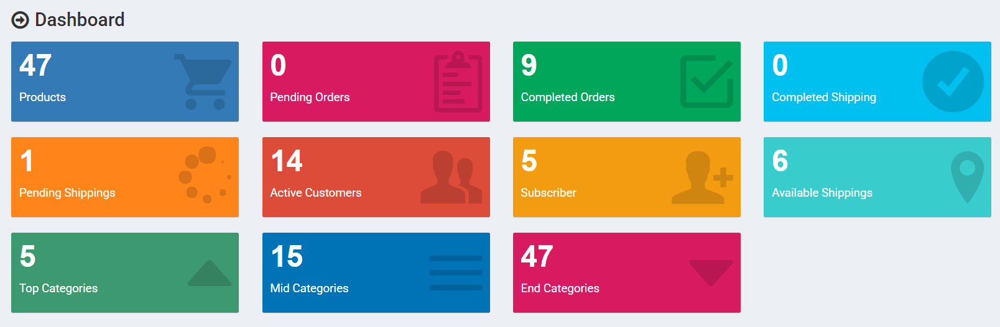 Dashboard
47
Products
0
Pending Orders
9
Completed Orders
0
Completed Shipping
1
Pending Shippings
14
Active Customers
5
Subscriber
6
Available Shippings
5
Top Categories
15
Mid Categories
47
End Categories